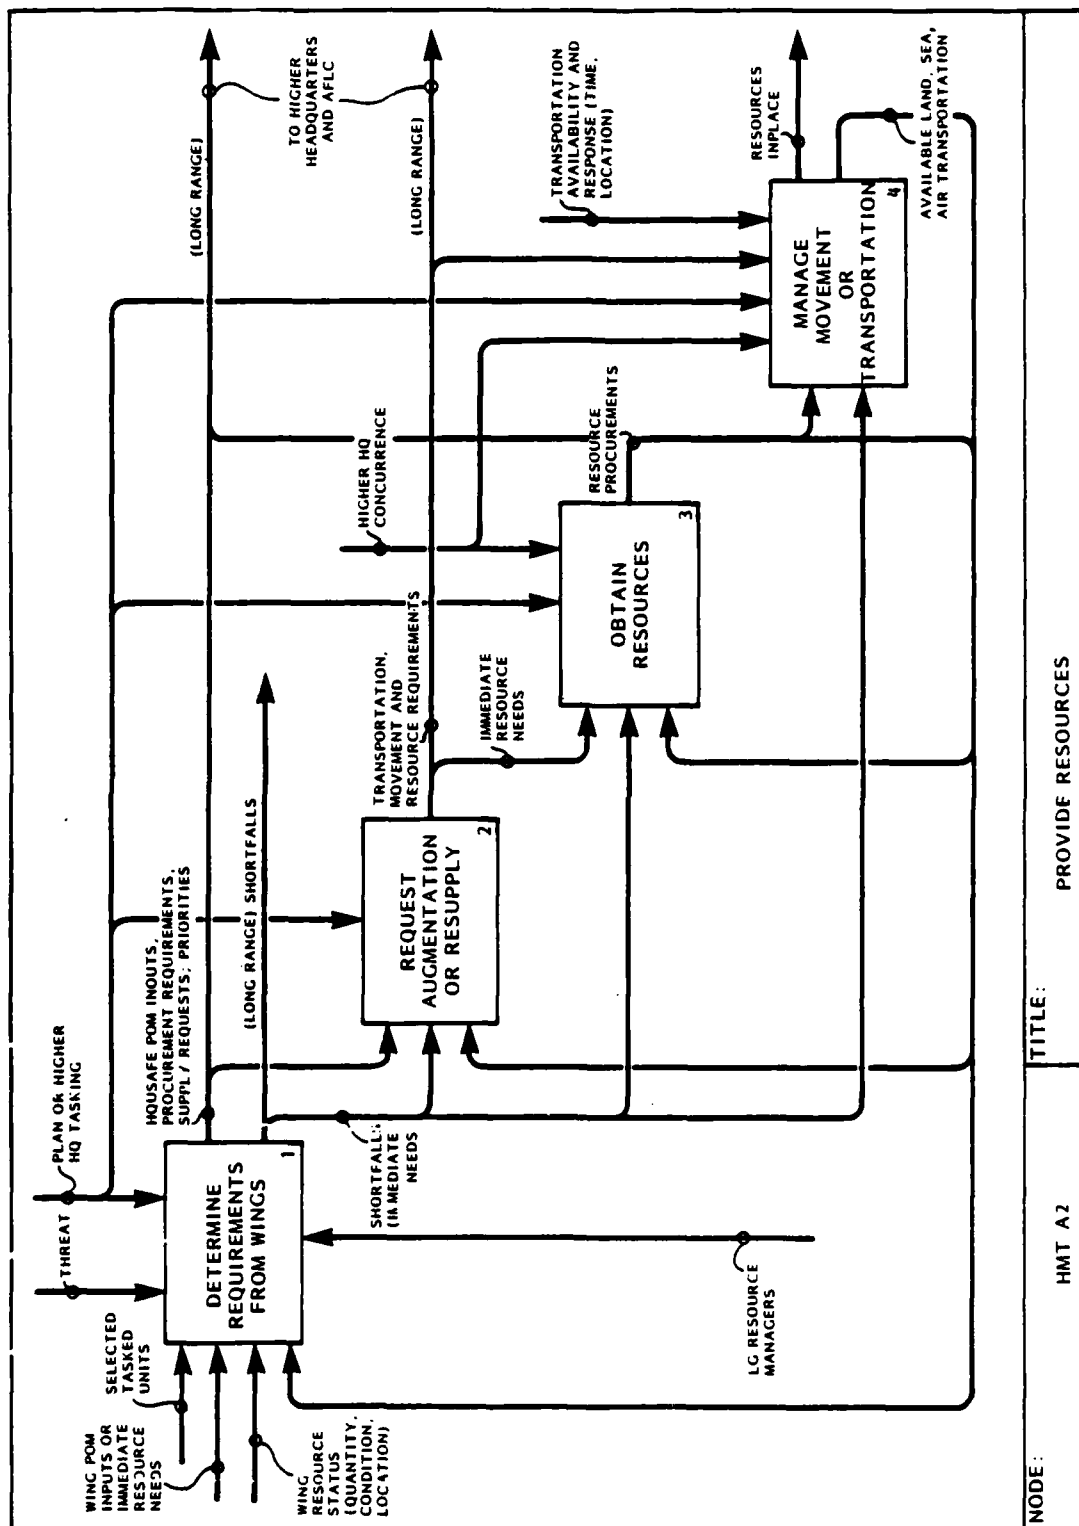 WING POM
INPUTS OR
IMMEDIATE
RESOURCE
NEEDS
SELECTED
TASKED
UNITS
WING
RESOURCE
STATUS
(QUANTITY,
CONDITION,
LOCATION)
THREAT
PLAN OR HIGHER
HQ TASKING
DETERMINE
REQUIREMENTS
FROM WINGS
1
LG RESOURCE
MANAGERS
HQUSAFE POM INOUTS,
PROCUREMENT REQUIREMENTS,
SUPPLY REQUESTS; PRIORITIES
(LONG RANGE) SHORTFALLS
SHORTFALLS
(IMMEDIATE
NEEDS
REQUEST
AUGMENTATION
OR RESUPPLY
2
TRANSPORTATION,
MOVEMENT AND
RESOURCE REQUIREMENTS
IMMEDIATE
RESOURCE
NEEDS
HIGHER HQ
CONCURRENCE
OBTAIN
RESOURCES
3
RESOURCE
PROCUREMENTS
(LONG RANGE)
TO HIGHER
HEADQUARTERS
AND AFLC
(LONG RANGE)
TRANSPORTATION
AVAILABILITY AND
RESPONSE (TIME,
LOCATION)
MANAGE
MOVEMENT
OR
TRANSPORTATION
4
RESOURCES
INPLACE
AVAILABLE LAND, SEA,
AIR TRANSPORTATION
NODE:
HMT A2
TITLE:
PROVIDE RESOURCES